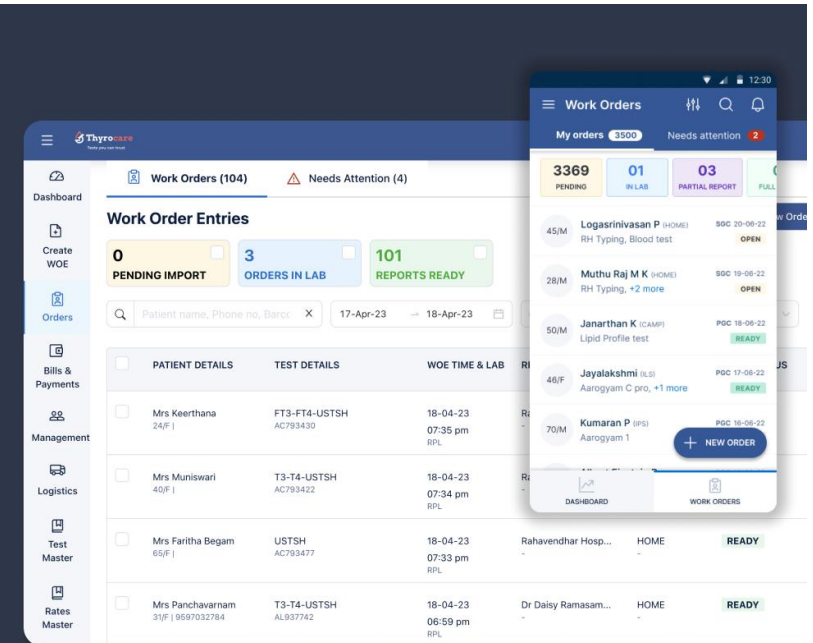 Thyrocare
Tests you can trust
Dashboard
Create
WOE
Orders
Bills &
Payments
Management
Logistics
Test
Master
Rates
Master
Work Orders (104)
Needs Attention (4)
Work Order Entries
0
PENDING IMPORT
3
ORDERS IN LAB
101
REPORTS READY
Patient name, Phone no, Barc
X
17-Apr-23 → 18-Apr-23
PATIENT DETAILS TEST DETAILS WOE TIME & LAB
Mrs Keerthana FT3-FT4-USTSH 18-04-23
24/F | AC793430 07:35 pm
RPL
Mrs Muniswari T3-T4-USTSH 18-04-23
40/F | AC793422 07:34 pm
RPL
Mrs Faritha Begam USTSH 18-04-23 Rahavendhar Hosp... HOME READY
65/F | AC793477 07:33 pm - -
RPL
Mrs Panchavarnam T3-T4-USTSH 18-04-23 Dr Daisy Ramasam... HOME READY
31/F | 9597032784 AL937742 06:59 pm - -
RPL
12:30
Work Orders
My orders 3500 Needs attention 2
3369
PENDING
01
IN LAB
03
PARTIAL REPORT
FULL
45/M Logasrinivasan P (HOME) SGC 20-06-22
RH Typing, Blood test OPEN
28/M Muthu Raj M K (HOME) SGC 19-06-22
RH Typing, +2 more OPEN
50/M Janarthan K (CAMP) PGC 18-06-22
Lipid Profile test READY
46/F Jayalakshmi (ILS) PGC 17-06-22
Aarogyam C pro, +1 more READY
70/M Kumaran P (IPS) PGC 16-06-22
Aarogyam 1
+ NEW ORDER
DASHBOARD WORK ORDERS